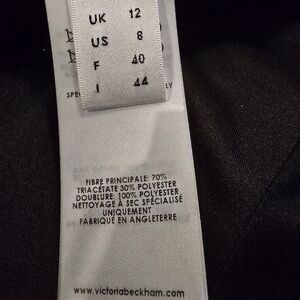 UK 12
US 8
F 40
I 44
FIBRE PRINCIPALE: 70%
TRIACÉTATE 30% POLYESTER
DOUBLURE: 100% POLYESTER
NETTOYAGE À SEC SPÉCIALISÉ
UNIQUEMENT
FABRIQUÉ EN ANGLETERRE
www.victoriabeckham.com